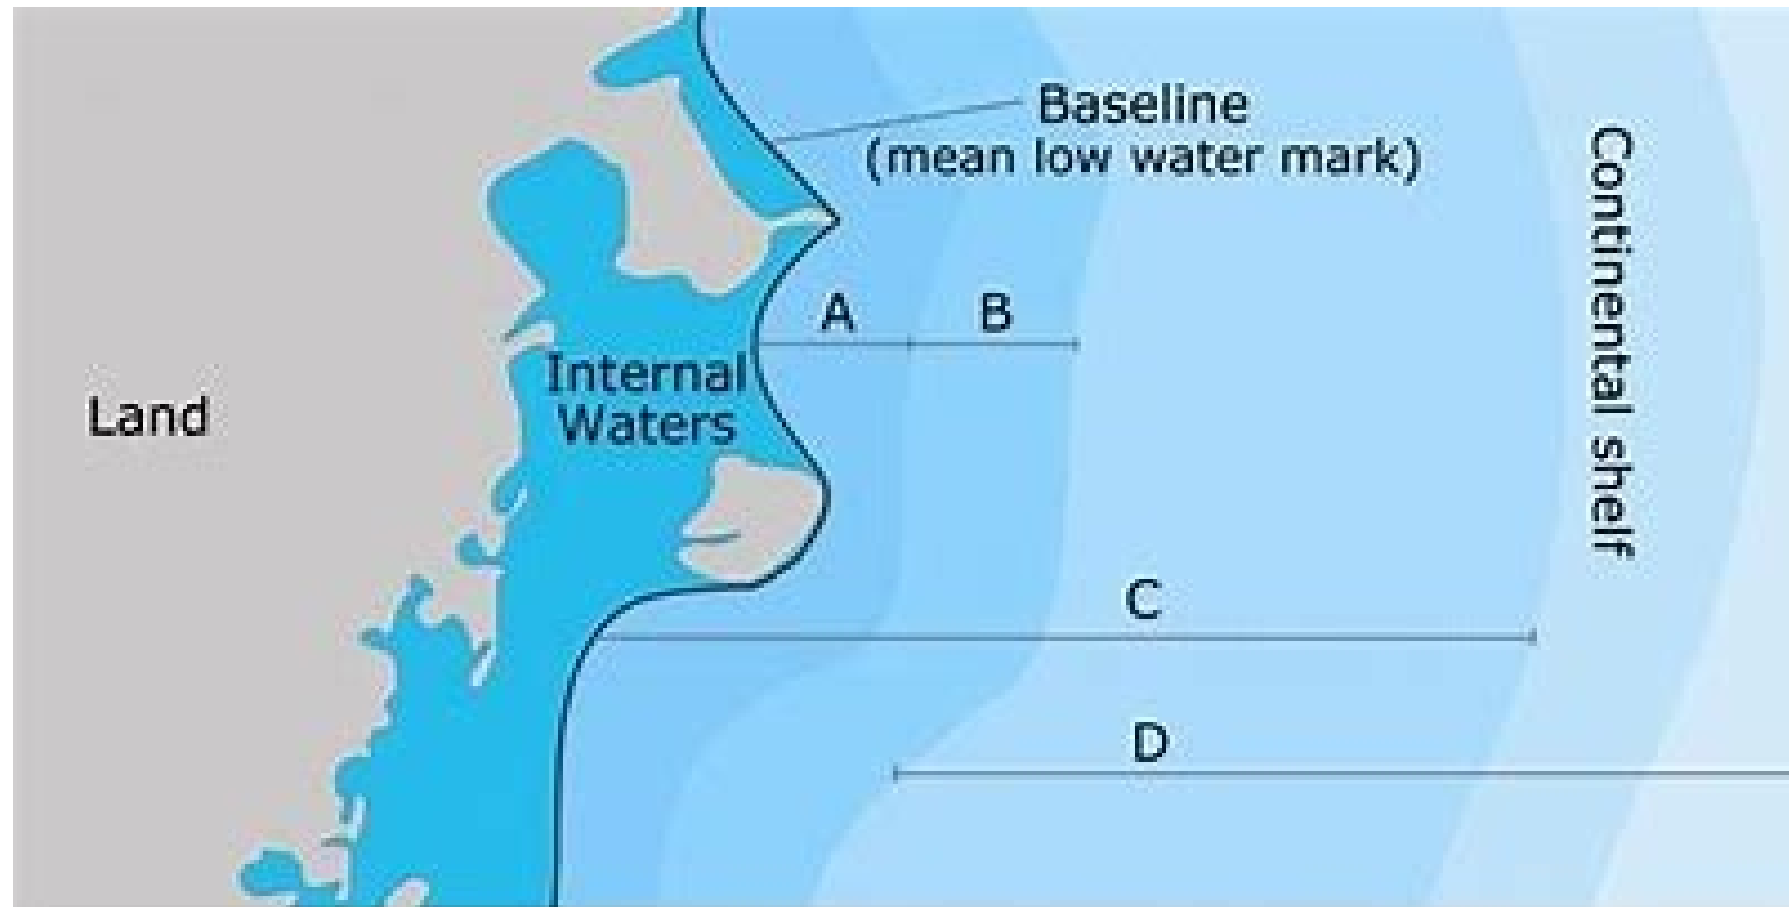 Baseline
(mean low water mark)
Continental shelf
A
B
Internal
Waters
Land
C
D